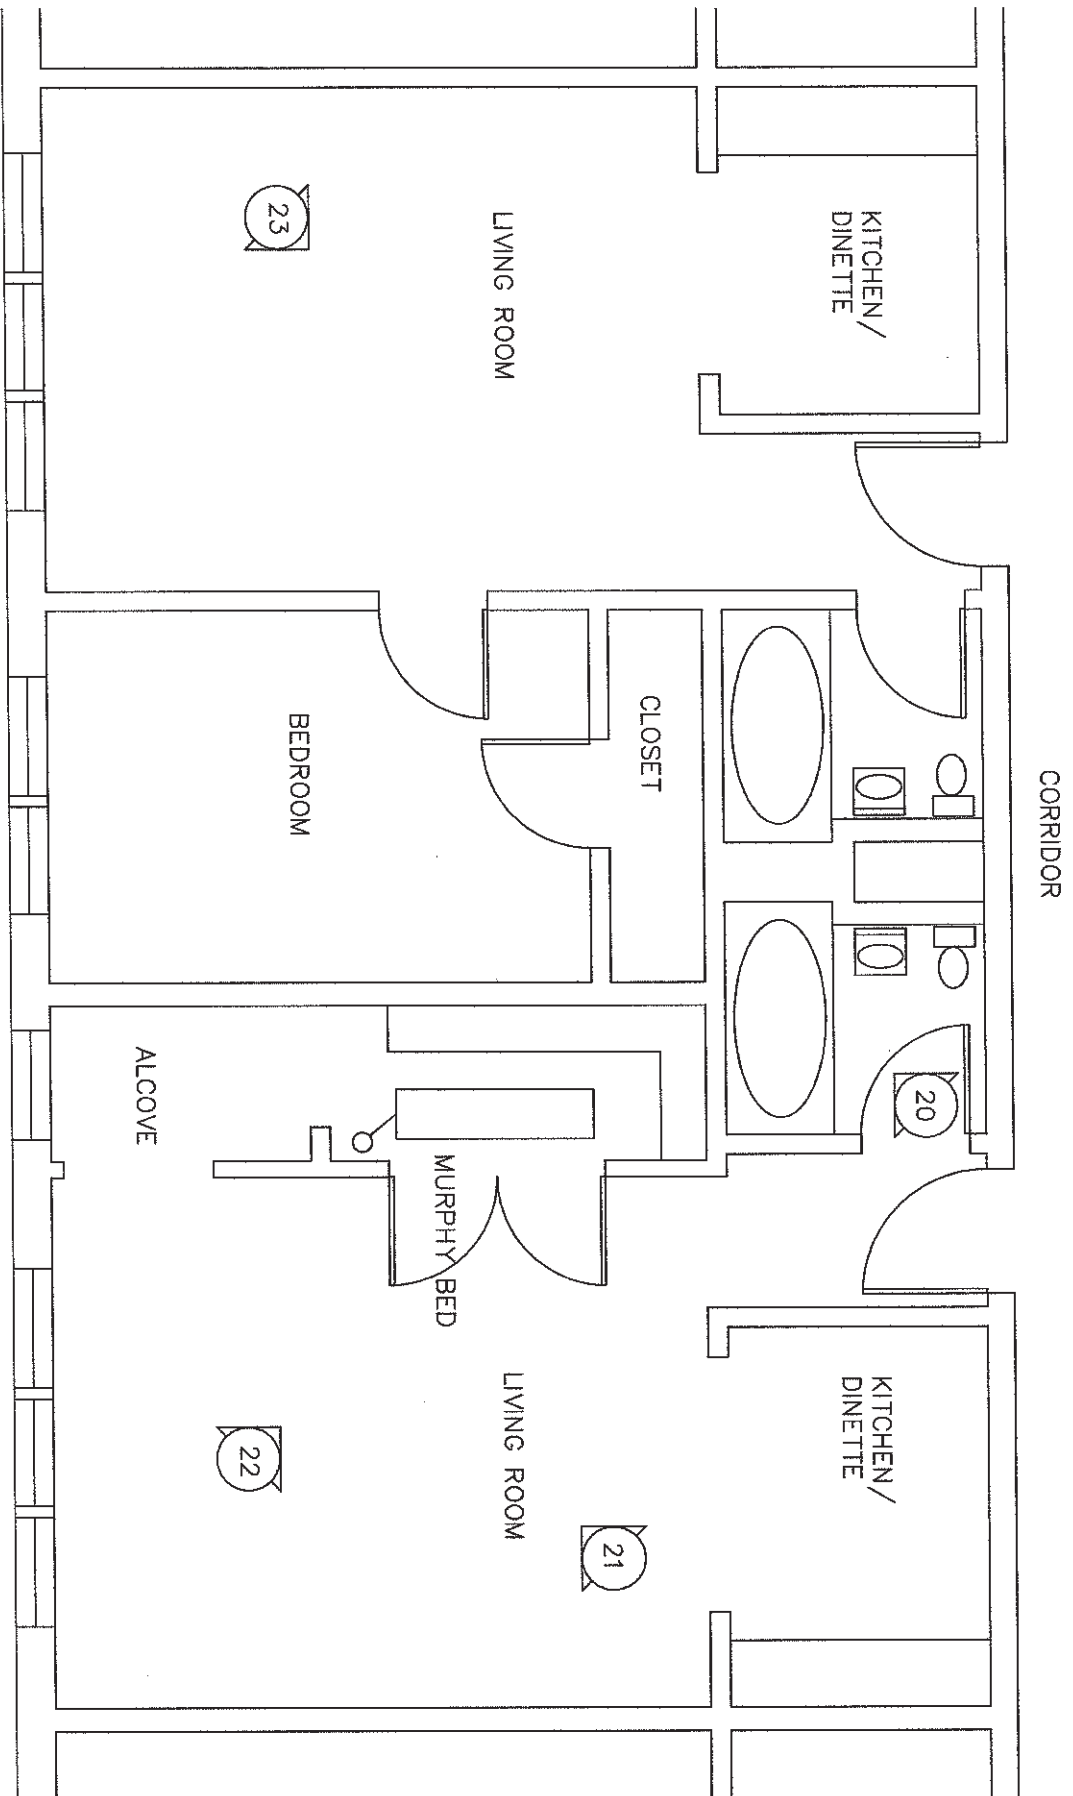 CORRIDOR
KITCHEN/
DINETTE
KITCHEN/
DINETTE
20
CLOSET
LIVING ROOM
LIVING ROOM
21
MURPHY BED
BEDROOM
23
22
ALCOVE